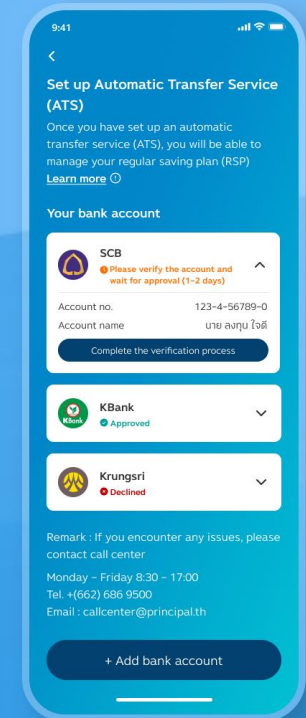 9:41
Set up Automatic Transfer Service
(ATS)
Once you have set up an automatic
transfer service (ATS), you will be able to
manage your regular saving plan (RSP)
Learn more
Your bank account
SCB
Please verify the account and
wait for approval (1-2 days)
Account no. 123-4-56789-0
Account name นาย ลงทุน ใจดี
Complete the verification process
KBank
KBank
Approved
Krungsri
Declined
Remark : If you encounter any issues, please
contact call center
Monday – Friday 8:30 - 17:00
Tel. +(662) 686 9500
Email : callcenter@principal.th
+ Add bank account